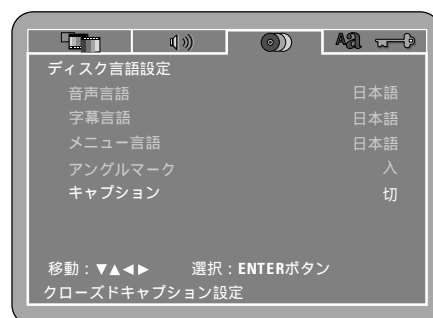 Aa
ディスク言語設定
音声言語 日本語
字幕言語 日本語
メニュー言語 日本語
アングルマーク 入
キャプション 切
移動：▼▲◀▶ 選択：ENTERボタン
クローズドキャプション設定